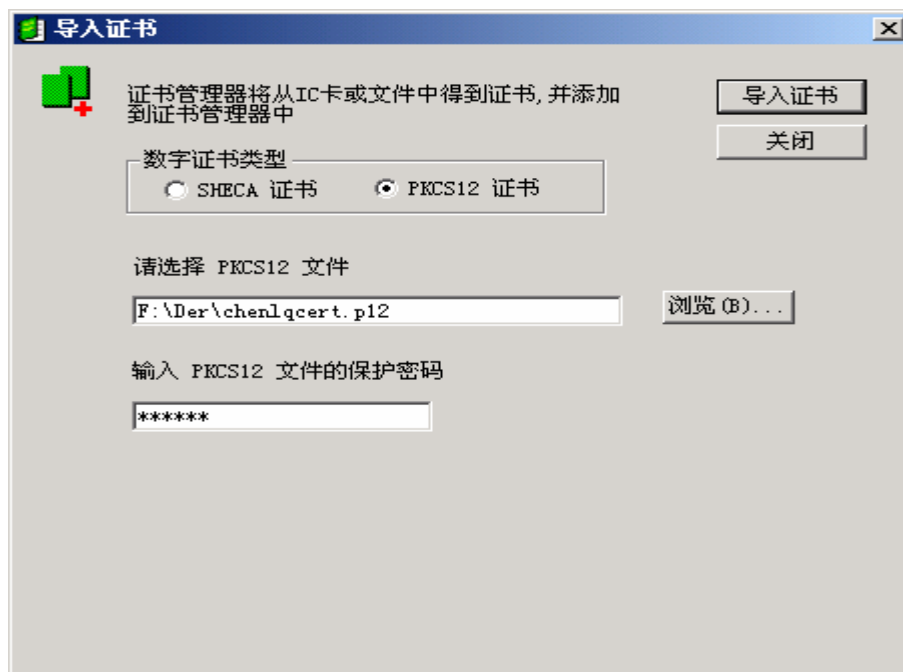 导入证书
证书管理器将从IC卡或文件中得到证书,并添加
到证书管理器中
导入证书
关闭
数字证书类型
SHECA 证书 PKCS12 证书
请选择 PKCS12 文件
F:\Der\chenlqcert.p12
浏览(B)...
输入 PKCS12 文件的保护密码
******